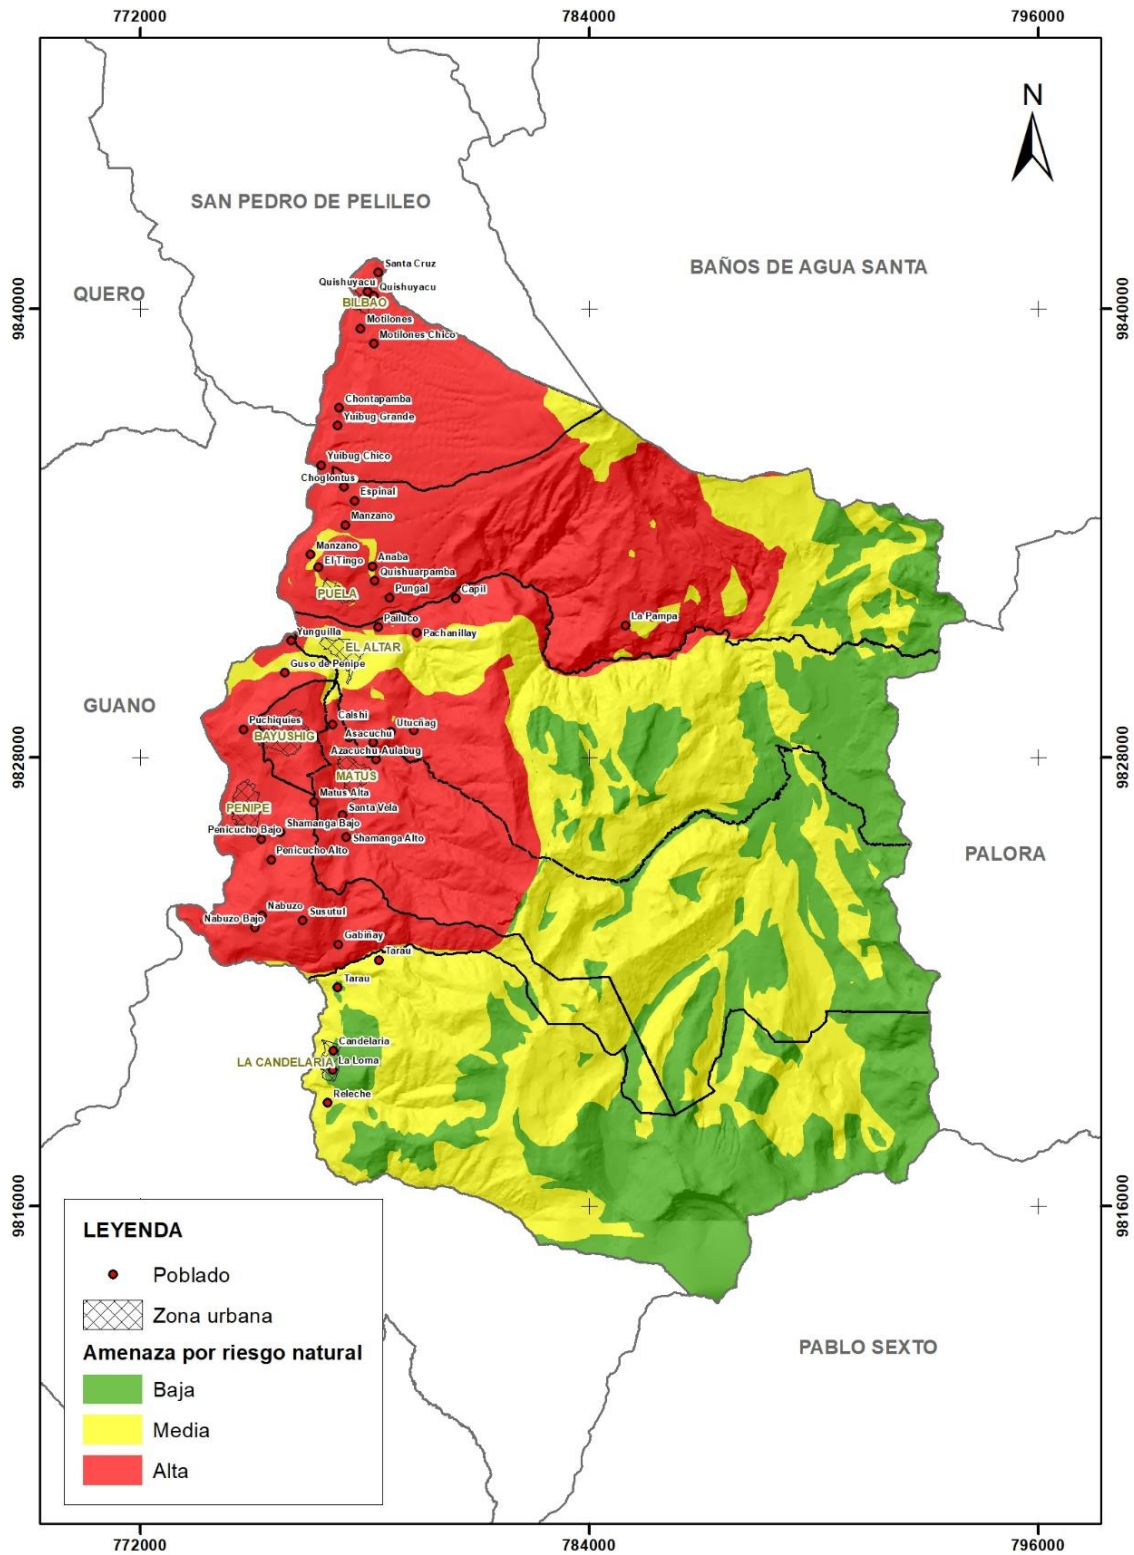 772000
784000
796000
N
SAN PEDRO DE PELILEO
BAÑOS DE AGUA SANTA
QUERO
9840000
9840000
Santa Cruz
Quishuyacu
Quishuyacu
BILBAO
Motilones
Motilones Chico
Chontapamba
Yuibug Grande
Yuibug Chico
Choglontus
Espinal
Manzano
Manzano
El Tingo
Anaba
Quishuarpamba
PUELA
Pungal
Capil
Pailuco
La Pampa
Yunguilla
Pachanillay
EL ALTAR
Guso de Penipe
GUANO
Puchiquies
Caishi
Utucñag
BAYUSHIG
Asacuchu
Azacuchu Aulabug
9828000
9828000
MATUS
Matus Alta
PENIPE
Santa Vela
Shamanga Bajo
Penicucho Bajo
Shamanga Alto
Penicucho Alto
PALORA
Nabuzo
Susutul
Nabuzo Bajo
Gabiñay
Tarau
Tarau
Candelaria
LA CANDELARIA
La Loma
Releche
9816000
9816000
LEYENDA
Poblado
Zona urbana
Amenaza por riesgo natural
Baja
Media
Alta
PABLO SEXTO
772000
784000
796000